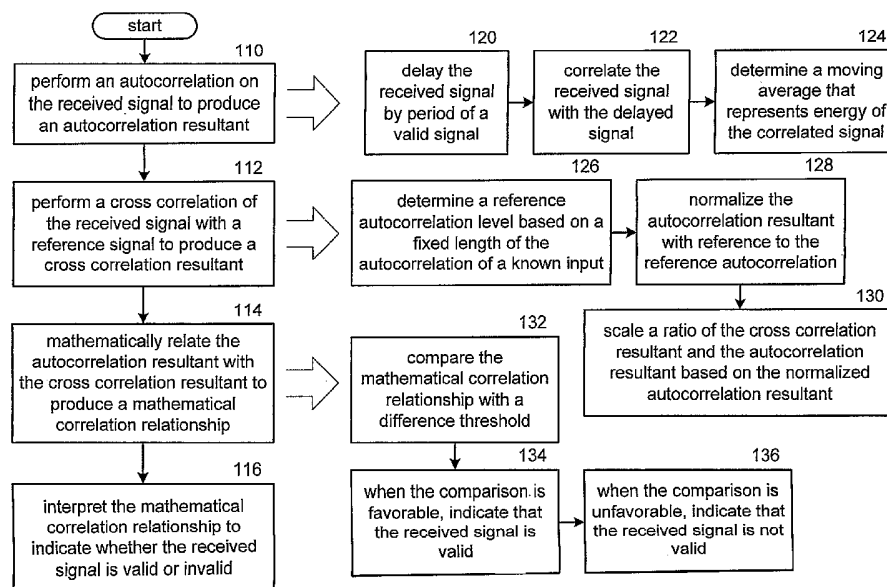 start
110
perform an autocorrelation on
the received signal to produce
an autocorrelation resultant
120
delay the
received signal
by period of a
valid signal
122
correlate the
received signal
with the delayed
signal
124
determine a moving
average that
represents energy of
the correlated signal
112
perform a cross correlation of
the received signal with a
reference signal to produce a
cross correlation resultant
126
determine a reference
autocorrelation level based on a
fixed length of the
autocorrelation of a known input
128
normalize the
autocorrelation resultant
with reference to the
reference autocorrelation
130
scale a ratio of the cross correlation
resultant and the autocorrelation
resultant based on the normalized
autocorrelation resultant
114
mathematically relate the
autocorrelation resultant with
the cross correlation resultant to
produce a mathematical
correlation relationship
132
compare the
mathematical correlation
relationship with a
difference threshold
116
interpret the mathematical
correlation relationship to
indicate whether the received
signal is valid or invalid
134
when the comparison is
favorable, indicate that
the received signal is
valid
136
when the comparison is
unfavorable, indicate that
the received signal is not
valid